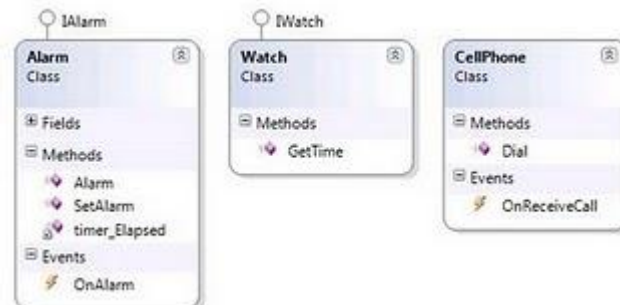 IAlarm
Alarm
Class
Fields
Methods
Alarm
SetAlarm
timer_Elapsed
Events
OnAlarm
IWatch
Watch
Class
Methods
GetTime
CellPhone
Class
Methods
Dial
Events
OnReceiveCall